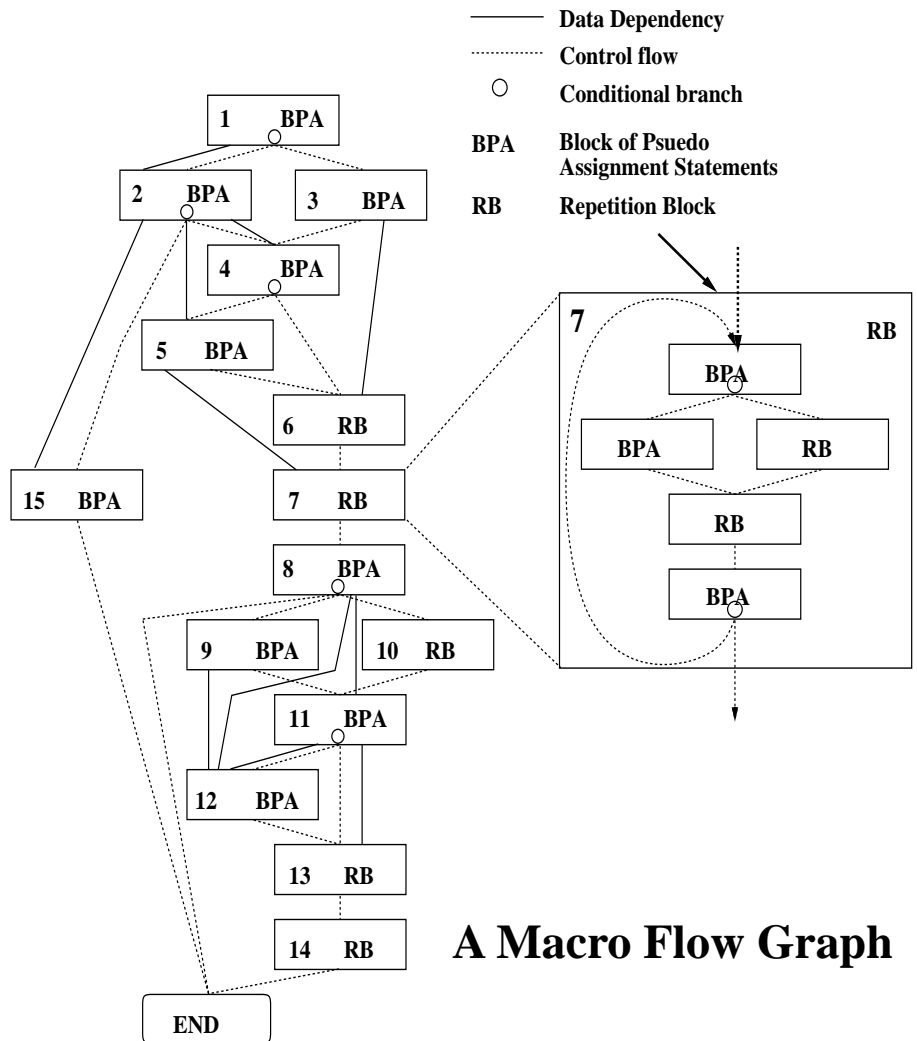 Data Dependency
Control flow
Conditional branch
BPA Block of Psuedo
Assignment Statements
RB Repetition Block
1 BPA
2 BPA
3 BPA
4 BPA
5 BPA
6 RB
15 BPA
7 RB
8 BPA
9 BPA
10 RB
11 BPA
12 BPA
13 RB
14 RB
END
7 RB
BPA
BPA RB
RB
BPA
A Macro Flow Graph